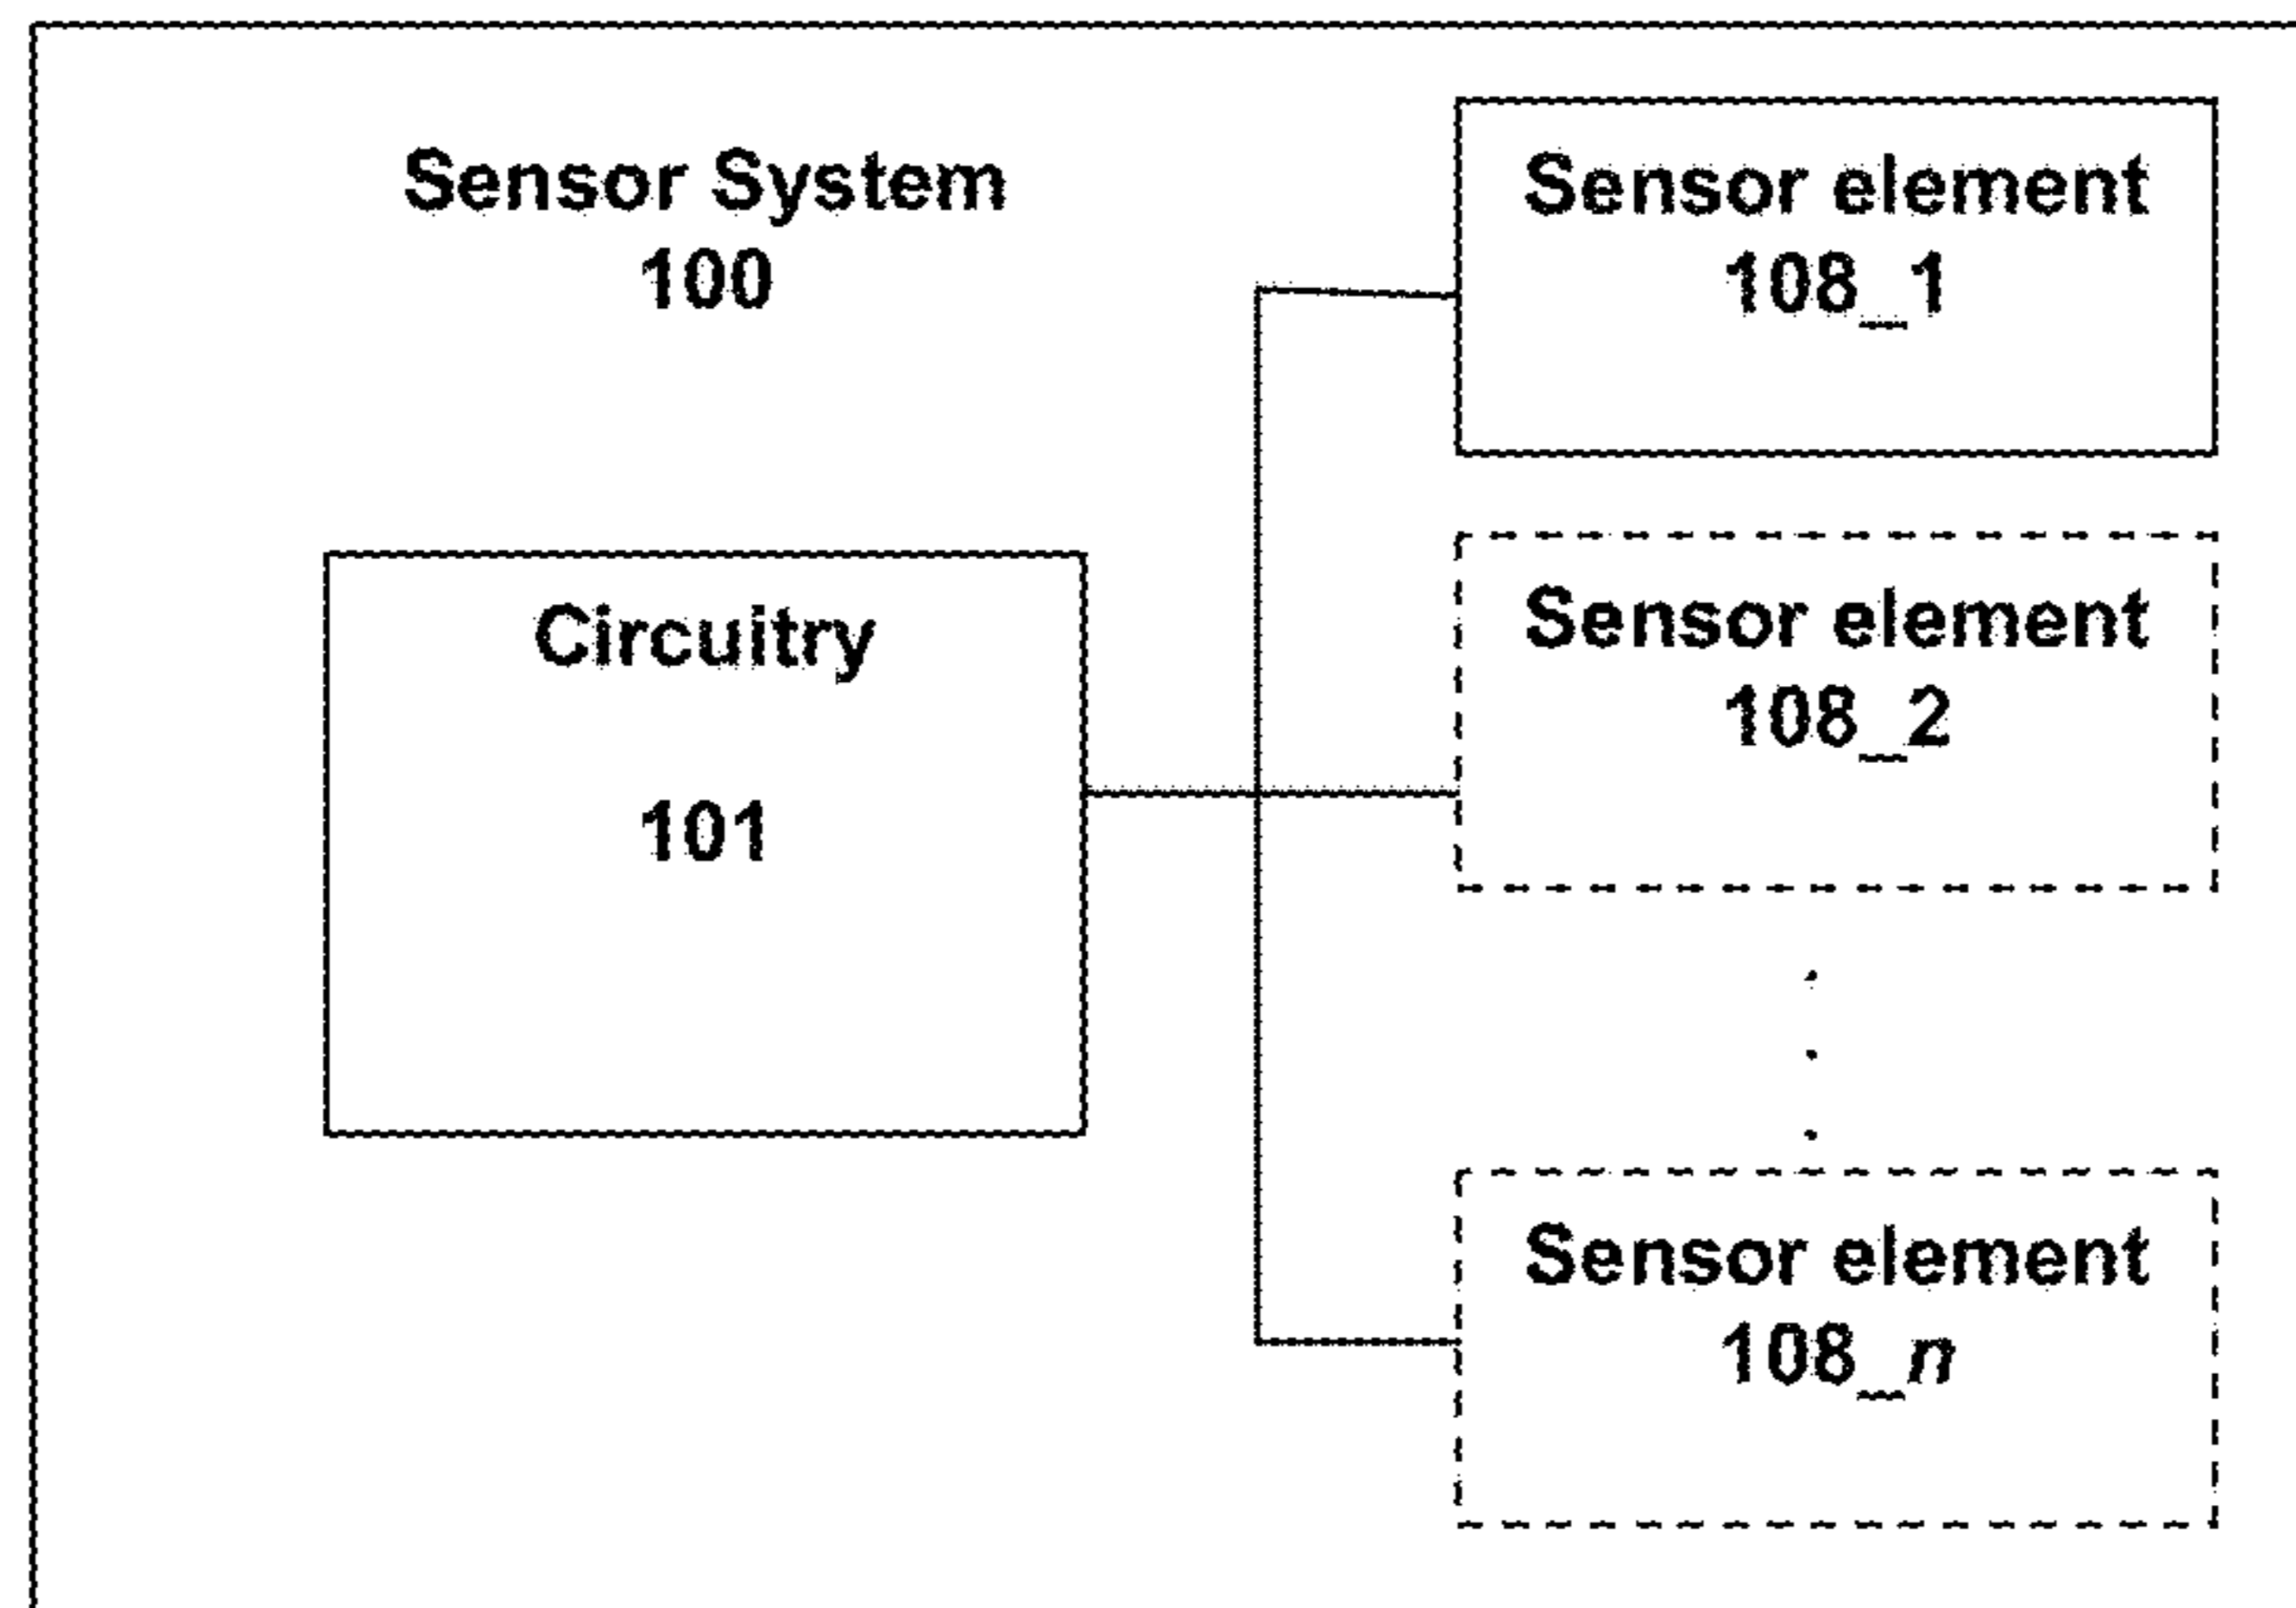 Sensor System
100
Sensor element
108_1
Circuitry
101
Sensor element
108_2
Sensor element
108_n